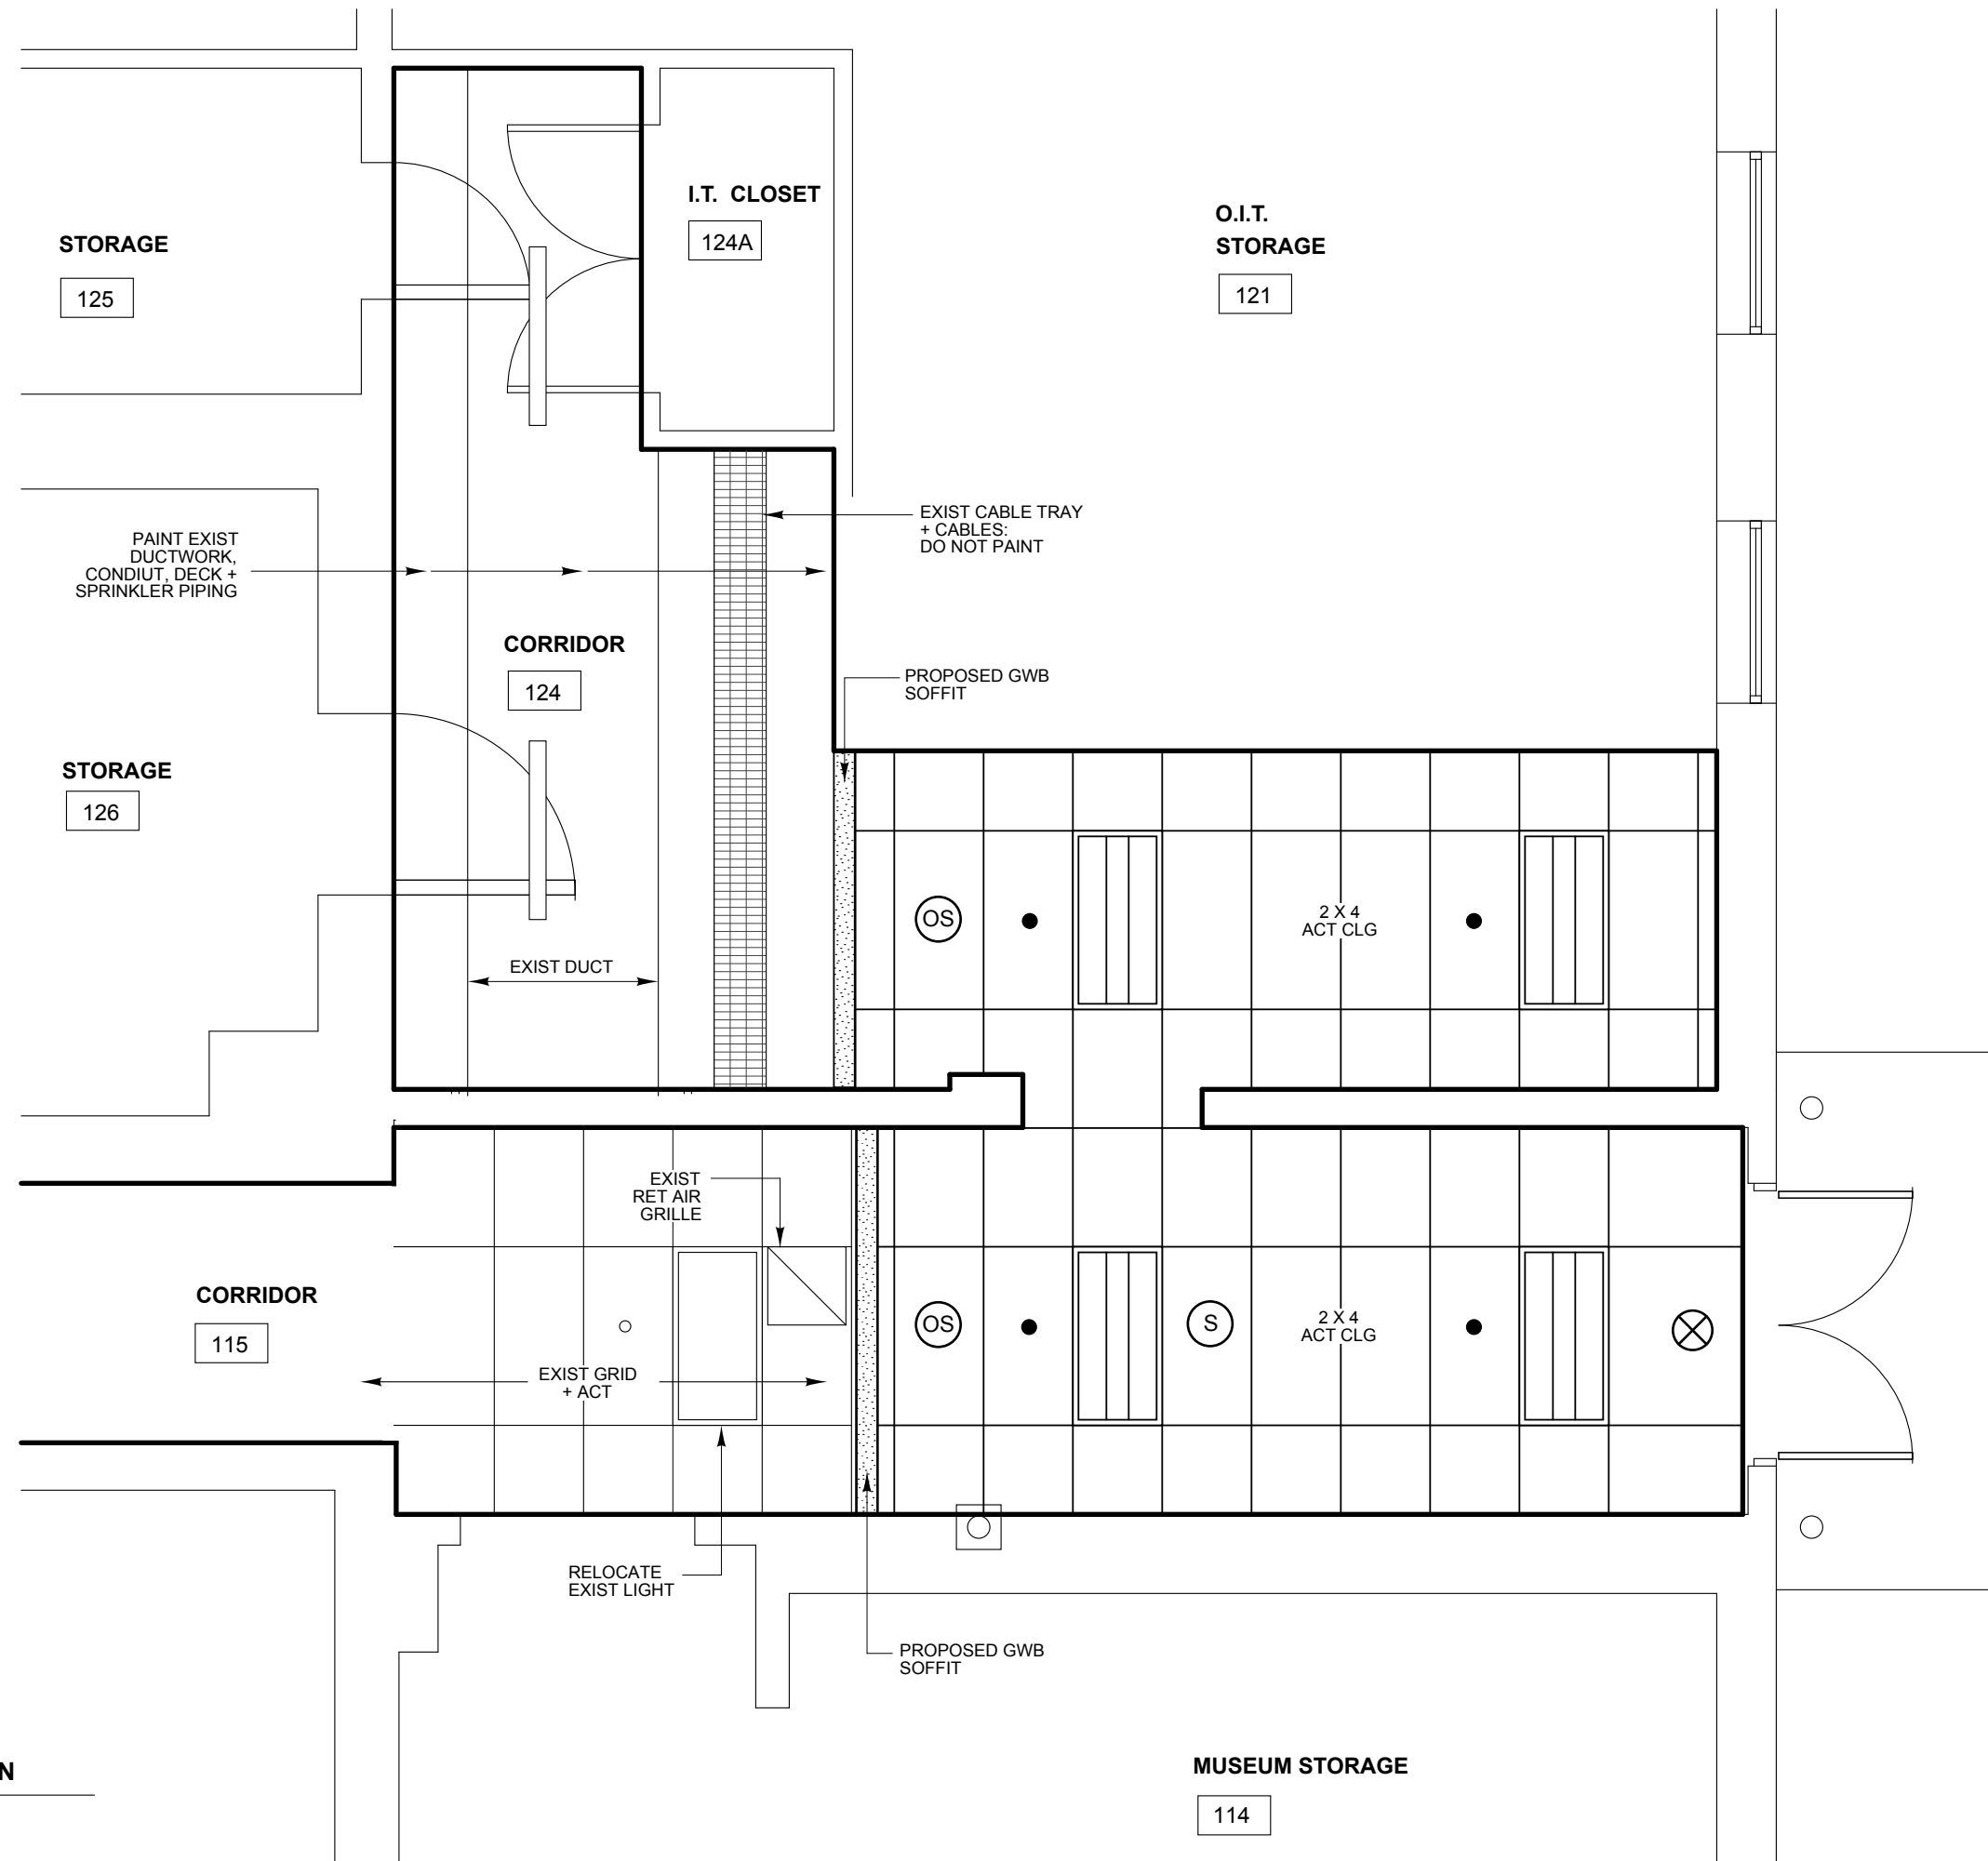 I.T. CLOSET
124A
O.I.T.
STORAGE
121
STORAGE
125
EXIST CABLE TRAY
+ CABLES:
DO NOT PAINT
PAINT EXIST
DUCTWORK,
CONDIUT, DECK +
SPRINKLER PIPING
CORRIDOR
124
PROPOSED GWB
SOFFIT
STORAGE
126
OS
2 X 4
ACT CLG
EXIST DUCT
EXIST
RET AIR
GRILLE
CORRIDOR
115
OS
S
2 X 4
ACT CLG
EXIST GRID
+ ACT
RELOCATE
EXIST LIGHT
PROPOSED GWB
SOFFIT
N
MUSEUM STORAGE
114